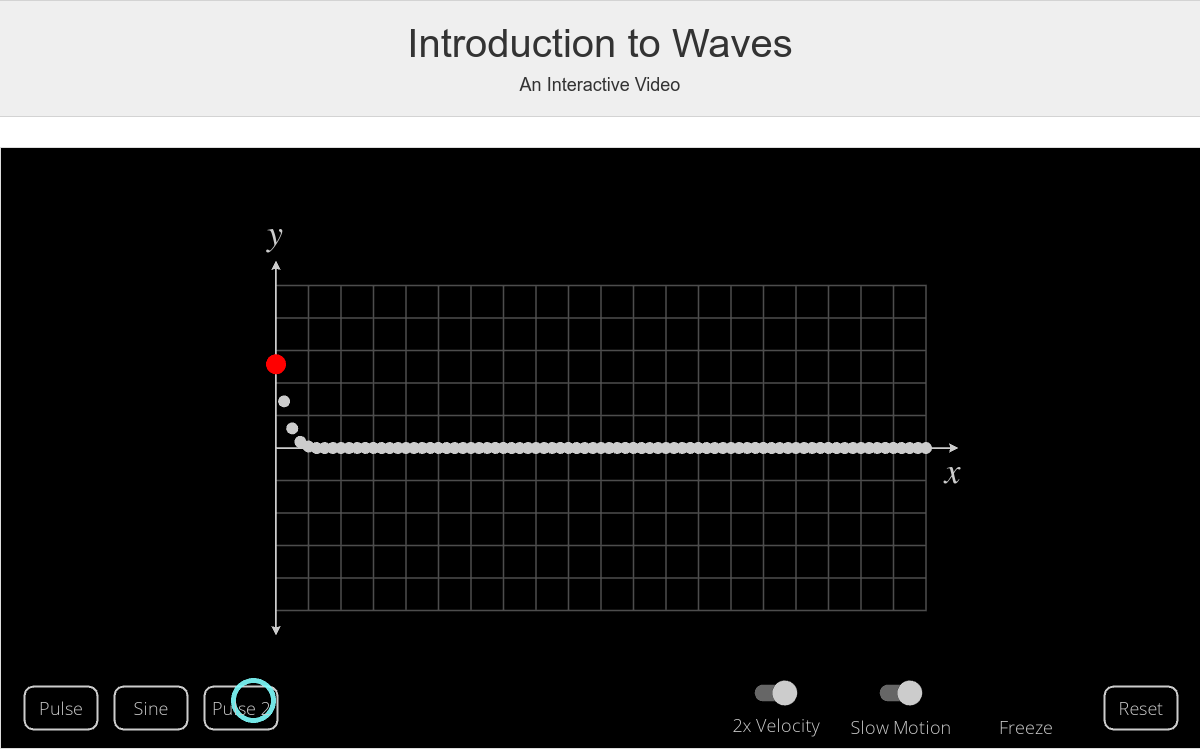 Introduction to Waves
An Interactive Video
y
x
Pulse
Sine
Pulse 2
2x Velocity
Slow Motion
Freeze
Reset